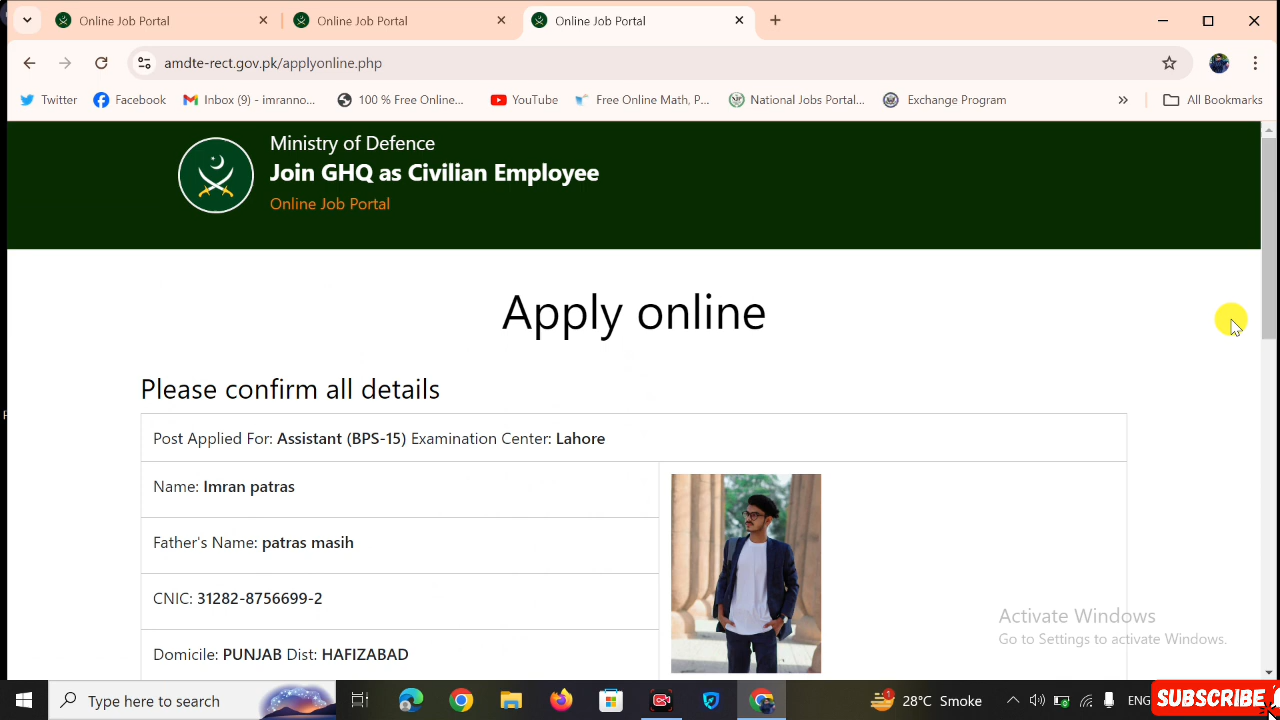 Online Job Portal
Online Job Portal
Online Job Portal
amdte-rect.gov.pk/applyonline.php
Twitter
Facebook
Inbox (9) - imranno...
100 % Free Online...
YouTube
Free Online Math, P...
National Jobs Portal...
Exchange Program
All Bookmarks
Ministry of Defence
Join GHQ as Civilian Employee
Online Job Portal
Apply online
Please confirm all details
Post Applied For: Assistant (BPS-15) Examination Center: Lahore
Name: Imran patras
Father's Name: patras masih
CNIC: 31282-8756699-2
Domicile: PUNJAB Dist: HAFIZABAD
Activate Windows
Go to Settings to activate Windows.
Type here to search
1
28°C Smoke
ENG
SUBSCRIBE